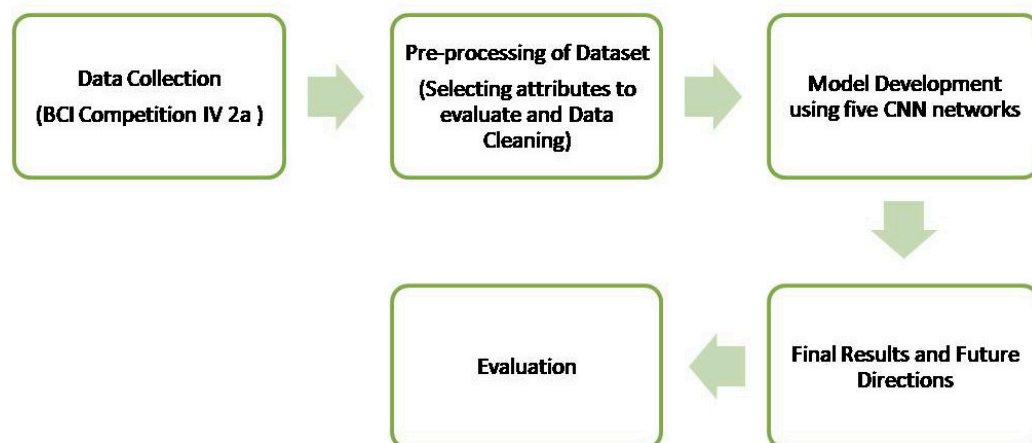 Data Collection
(BCI Competition IV 2a )
Pre-processing of Dataset
(Selecting attributes to
evaluate and Data
Cleaning)
Model Development
using five CNN networks
Final Results and Future
Directions
Evaluation